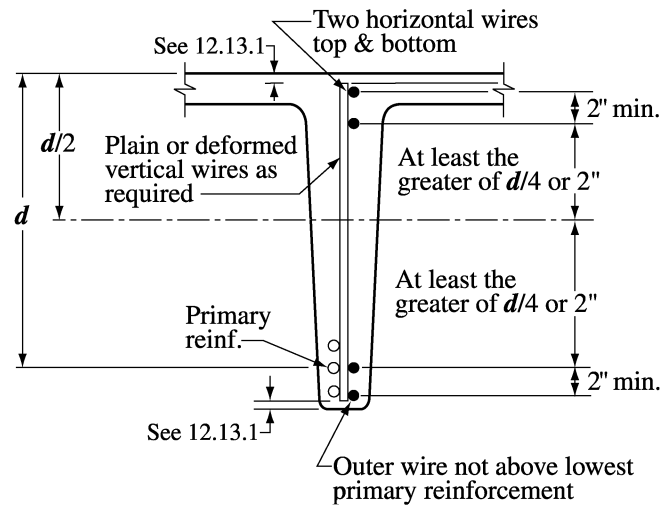 Two horizontal wires
top & bottom
See 12.13.1
2" min.
d/2
Plain or deformed
vertical wires as
required
At least the
greater of d/4 or 2"
d
At least the
greater of d/4 or 2"
Primary
reinf.
2" min.
See 12.13.1
Outer wire not above lowest
primary reinforcement